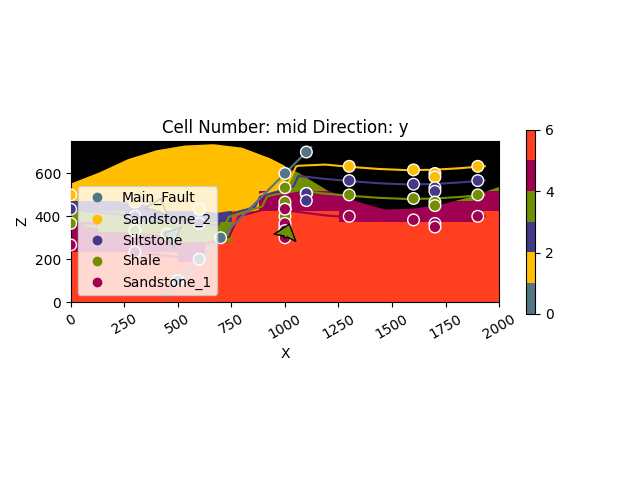 Cell Number: mid Direction: y
Z
600
400
200
0
Main_Fault
Sandstone_2
Siltstone
Shale
Sandstone_1
0
250
500
750
1000
1250
1500
1750
2000
X
6
4
2
0